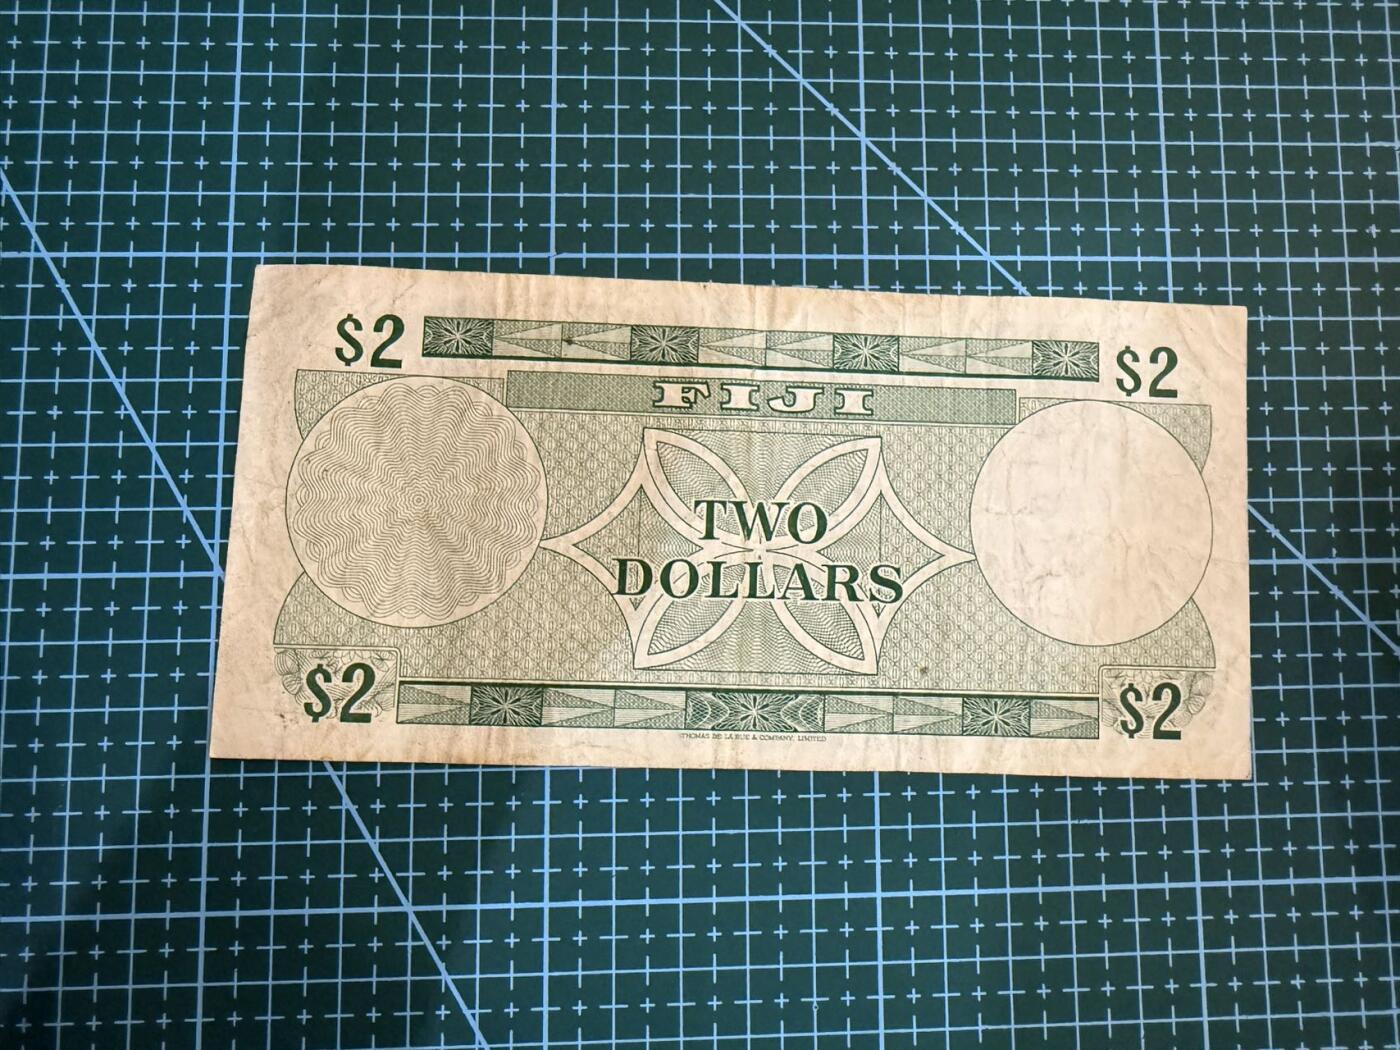 $2 $2
FIJI
TWO
DOLLARS
$2 $2
THOMAS DE LA RUE & COMPANY, LIMITED